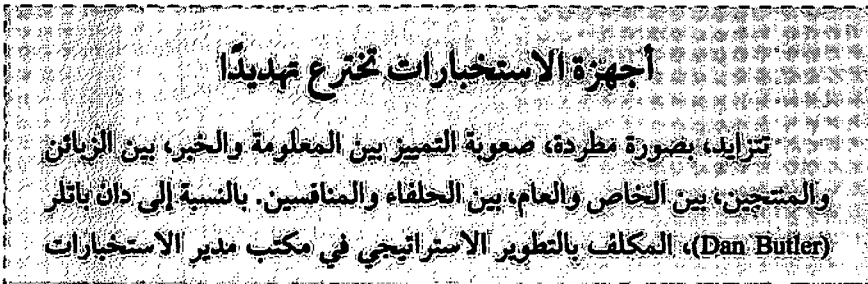 أجهزة الاستخبارات تخترع تهديدًا
تتزايد، بصورة مطردة، صعوبة التمييز بين المعلومة والخبر، بين الزبائن
والمنتجين، بين الخاص والعام، بين الحلفاء والمنافسين. بالنسبة إلى دان باتلر
(Dan Butler)، المكلف بالتطوير الاستراتيجي في مكتب مدير الاستخبارات